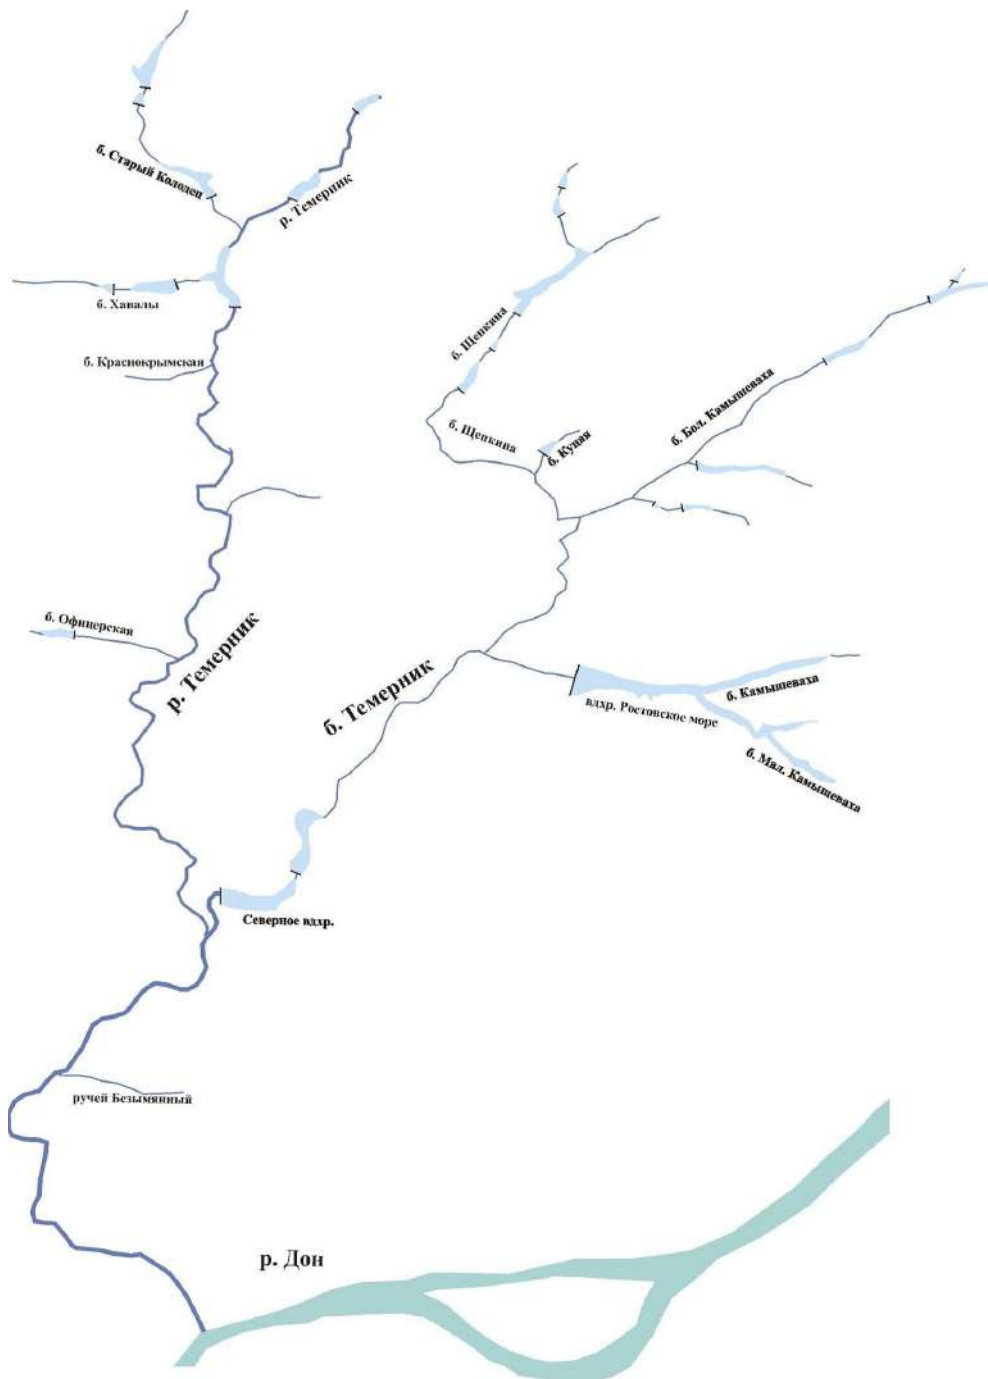 б. Старый Колодец
р. Темерник
б. Хавалы
б. Щепкина
б. Краснокрымская
б. Бол. Камышеваха
б. Щепкина
б. Куцая
б. Офицерская
р. Темерник
б. Темерник
б. Камышеваха
вдхр. Ростовское море
б. Мал. Камышеваха
Северное вдхр.
ручей Безымянный
р. Дон